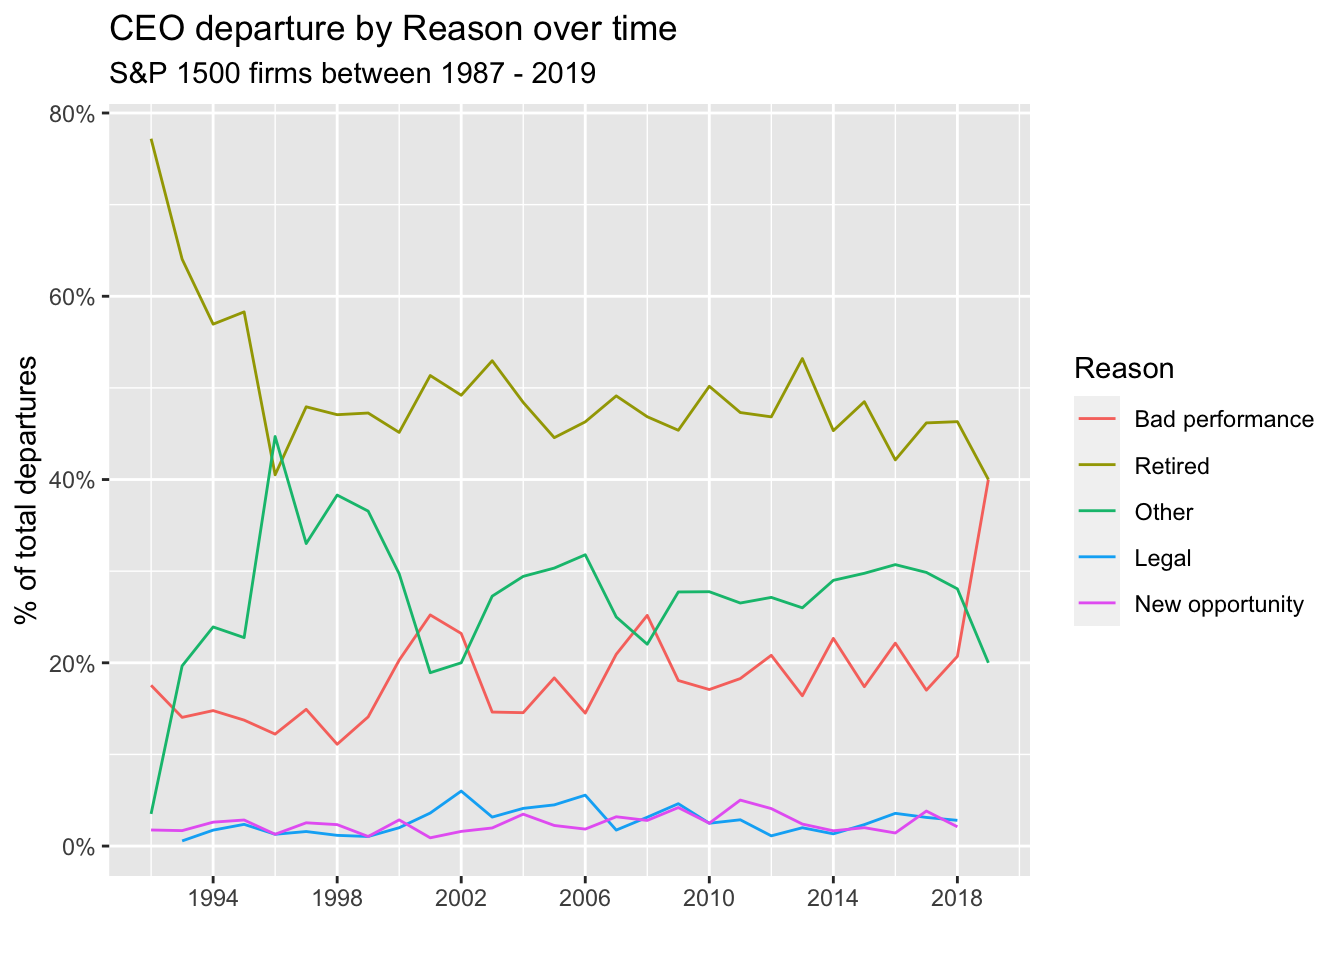 CEO departure by Reason over time
S&P 1500 firms between 1987 - 2019
% of total departures
80%
60%
40%
20%
0%
1994 1998 2002 2006 2010 2014 2018
Reason
Bad performance
Retired
Other
Legal
New opportunity